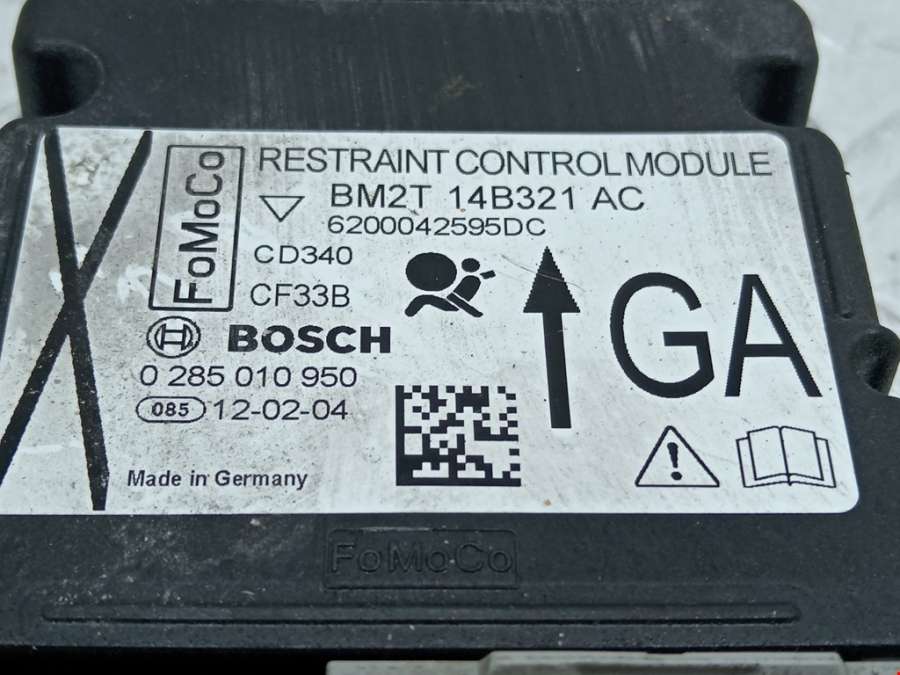 FoMoCo
RESTRAINT CONTROL MODULE
BM2T 14B321 AC
6200042595DC
CD340
CF33B
GA
BOSCH
0 285 010 950
085 12-02-04
Made in Germany
FoMoCo